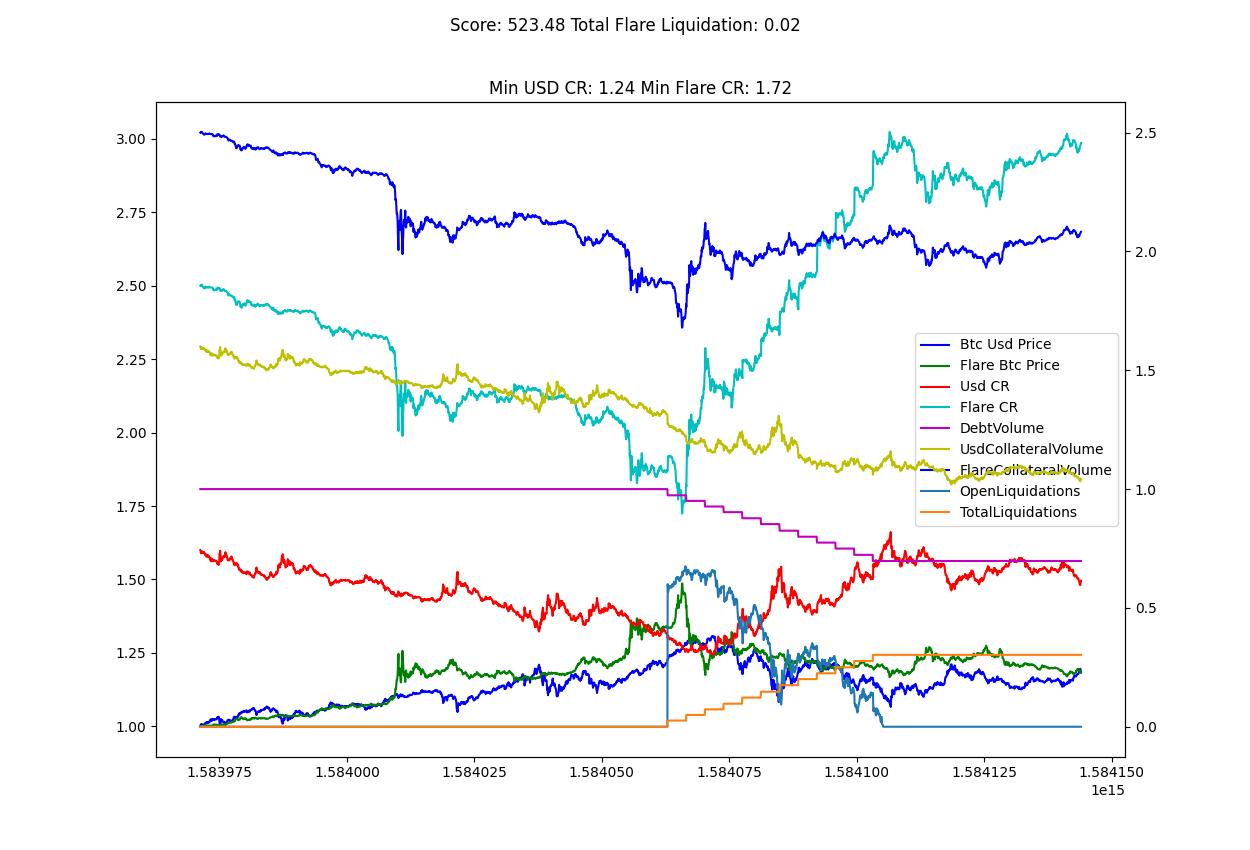 Score: 523.48 Total Flare Liquidation: 0.02
Min USD CR: 1.24 Min Flare CR: 1.72
3.00
2.75
2.50
2.25
2.00
1.75
1.50
1.25
1.00
2.5
2.0
1.5
1.0
0.5
0.0
Btc Usd Price
Flare Btc Price
Usd CR
Flare CR
DebtVolume
UsdCollateralVolume
FlareCollateralVolume
OpenLiquidations
TotalLiquidations
1.583975 1.584000 1.584025 1.584050 1.584075 1.584100 1.584125 1.584150
1e15